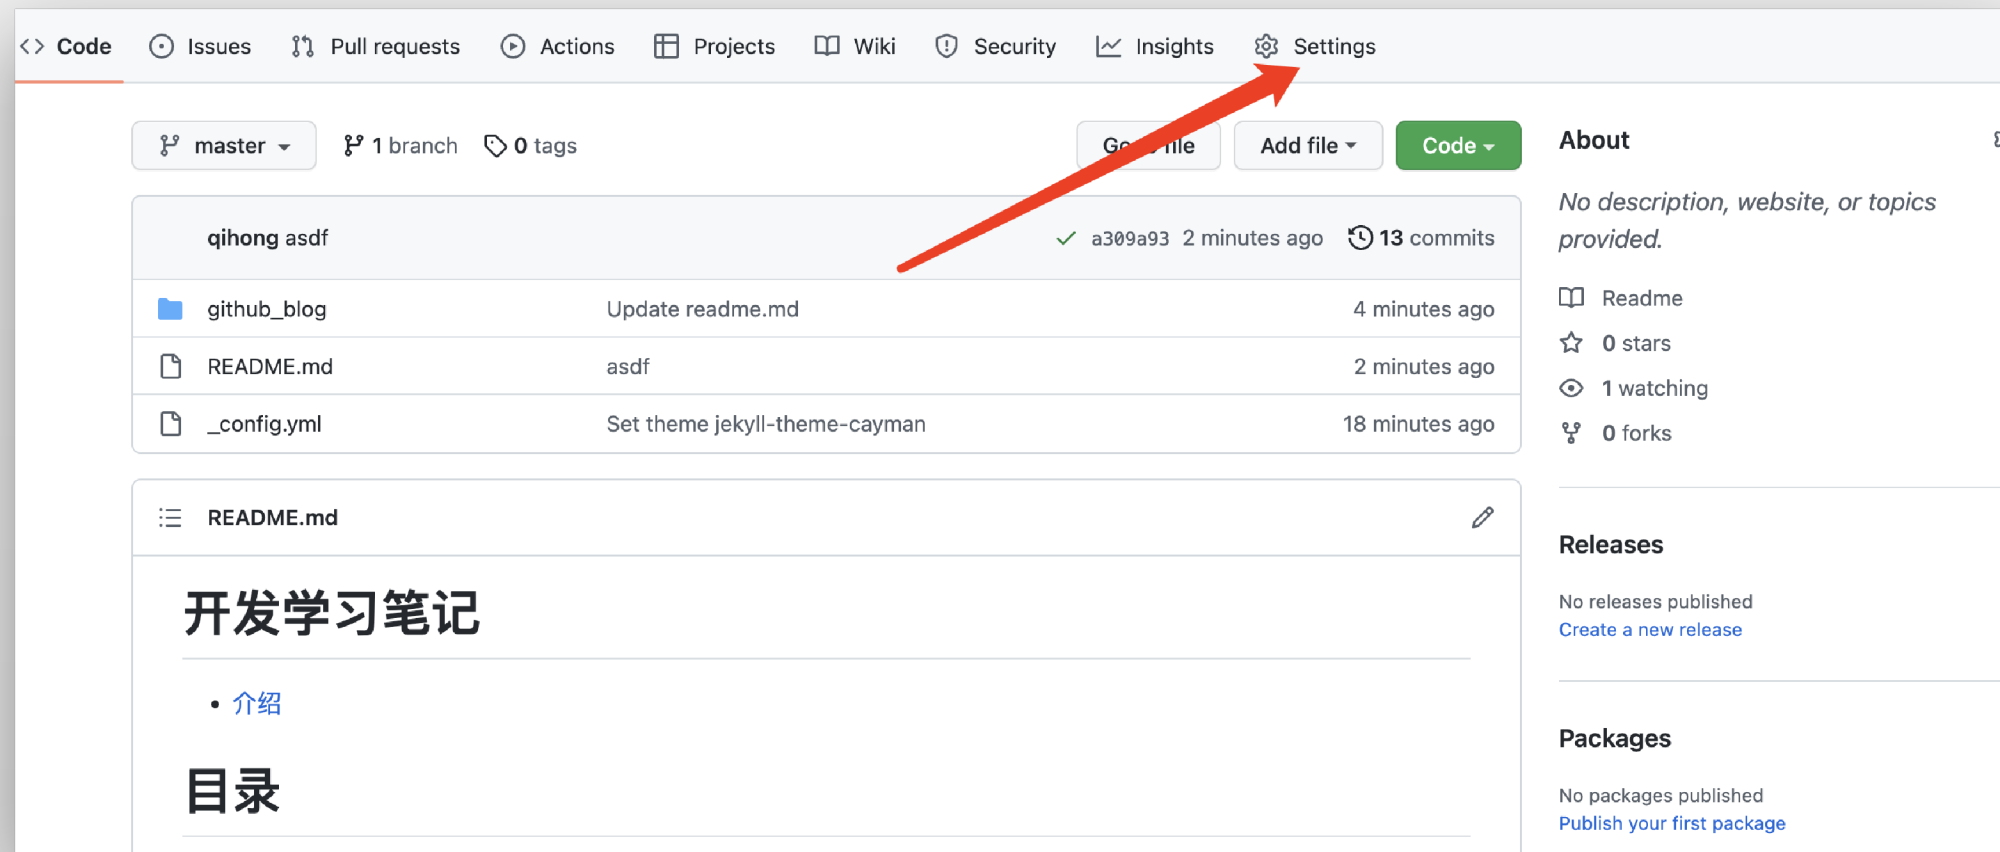 Code Issues Pull requests Actions Projects Wiki Security Insights Settings
master 1 branch 0 tags Go to file Add file Code
qihong asdf a309a93 2 minutes ago 13 commits
github_blog Update readme.md 4 minutes ago
README.md asdf 2 minutes ago
_config.yml Set theme jekyll-theme-cayman 18 minutes ago
README.md
开发学习笔记
介绍
目录
About
No description, website, or topics
provided.
Readme
0 stars
1 watching
0 forks
Releases
No releases published
Create a new release
Packages
No packages published
Publish your first package